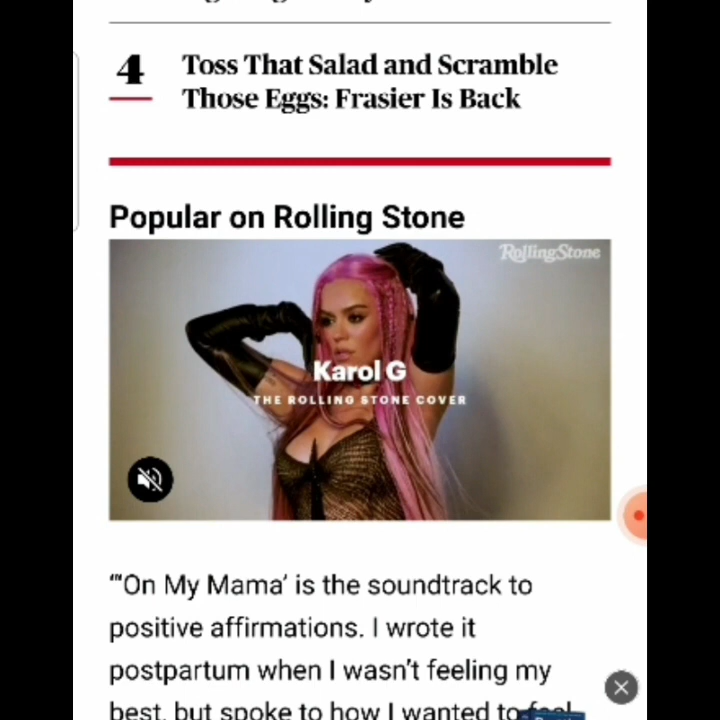 4
Toss That Salad and Scramble
Those Eggs: Frasier Is Back
Popular on Rolling Stone
RollingStone
Karol G
THE ROLLING STONE COVER
“‘On My Mama’ is the soundtrack to
positive affirmations. I wrote it
postpartum when I wasn’t feeling my
best, but spoke to how I wanted to feel